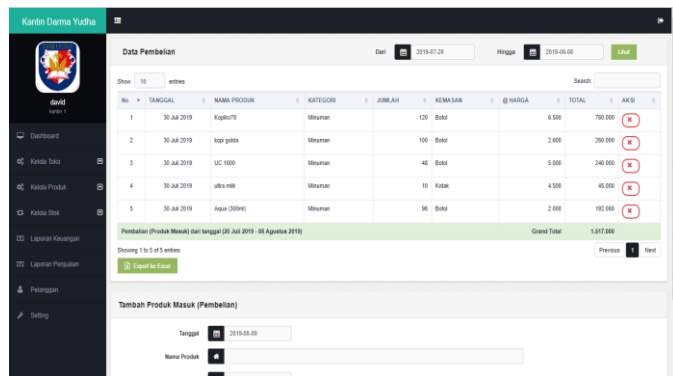 Kantin Darma Yudha
david
kantin 1
Dashboard
Kelola Toko
Kelola Produk
Kelola Stok
Laporan Keuangan
Laporan Penjualan
Pelanggan
Setting
Data Pembelian
Dari 2019-07-20 Hingga 2019-08-08 Lihat
Show 10 entries Search:
No TANGGAL NAMA PRODUK KATEGORI JUMLAH KEMASAN @ HARGA TOTAL AKSI
1 30 Juli 2019 Kopiko78 Minuman 120 Botol 6.500 780.000
2 30 Juli 2019 kopi golda Minuman 100 Botol 2.600 260.000
3 30 Juli 2019 UC 1000 Minuman 48 Botol 5.000 240.000
4 30 Juli 2019 ultra milk Minuman 10 Kotak 4.500 45.000
5 30 Juli 2019 Aqua (300ml) Minuman 96 Botol 2.000 192.000
Pembelian (Produk Masuk) dari tanggal (20 Juli 2019 - 08 Agustus 2019) Grand Total 1.517.000
Showing 1 to 5 of 5 entries Previous 1 Next
Export to Excel
Tambah Produk Masuk (Pembelian)
Tanggal 2019-08-09
Nama Produk